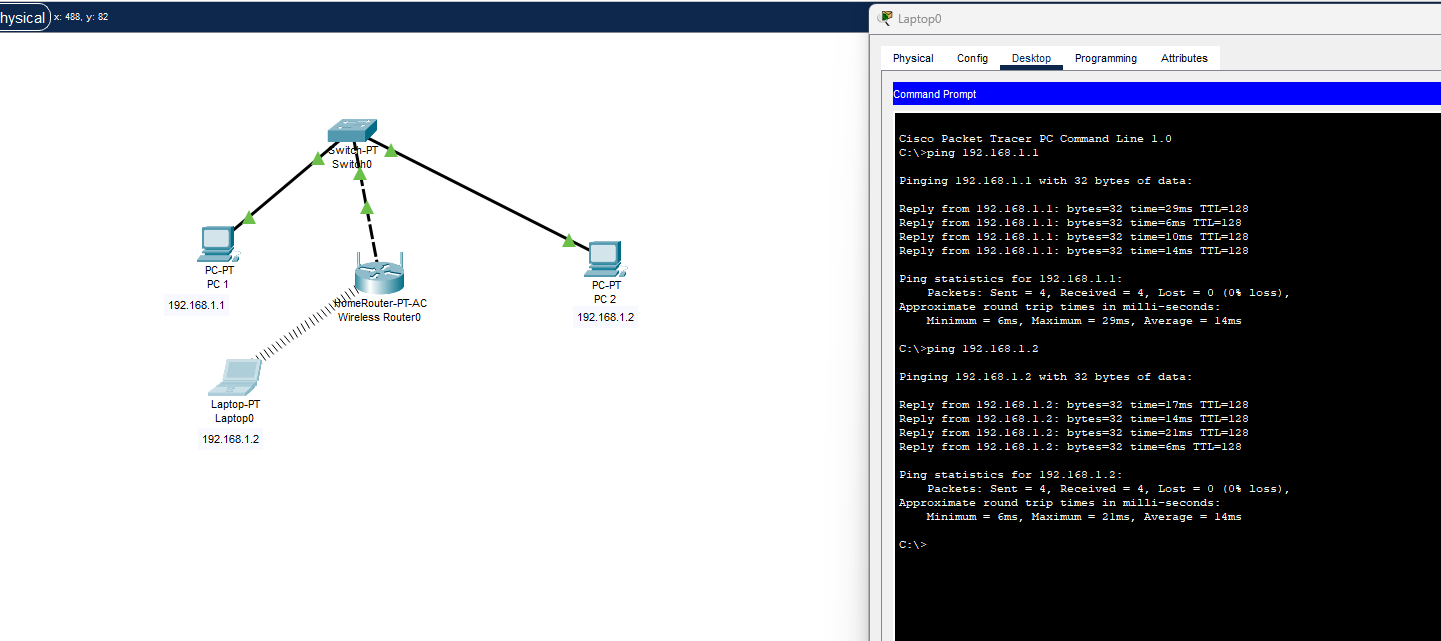 hysical
x: 488, y: 82
Switch-PT
Switch0
PC-PT
PC 1
192.168.1.1
HomeRouter-PT-AC
Wireless Router0
PC-PT
PC 2
192.168.1.2
Laptop-PT
Laptop0
192.168.1.2
Laptop0
Physical Config Desktop Programming Attributes
Command Prompt
Cisco Packet Tracer PC Command Line 1.0
C:\>ping 192.168.1.1
Pinging 192.168.1.1 with 32 bytes of data:
Reply from 192.168.1.1: bytes=32 time=29ms TTL=128
Reply from 192.168.1.1: bytes=32 time=6ms TTL=128
Reply from 192.168.1.1: bytes=32 time=10ms TTL=128
Reply from 192.168.1.1: bytes=32 time=14ms TTL=128
Ping statistics for 192.168.1.1:
Packets: Sent = 4, Received = 4, Lost = 0 (0% loss),
Approximate round trip times in milli-seconds:
Minimum = 6ms, Maximum = 29ms, Average = 14ms
C:\>ping 192.168.1.2
Pinging 192.168.1.2 with 32 bytes of data:
Reply from 192.168.1.2: bytes=32 time=17ms TTL=128
Reply from 192.168.1.2: bytes=32 time=14ms TTL=128
Reply from 192.168.1.2: bytes=32 time=21ms TTL=128
Reply from 192.168.1.2: bytes=32 time=6ms TTL=128
Ping statistics for 192.168.1.2:
Packets: Sent = 4, Received = 4, Lost = 0 (0% loss),
Approximate round trip times in milli-seconds:
Minimum = 6ms, Maximum = 21ms, Average = 14ms
C:\>